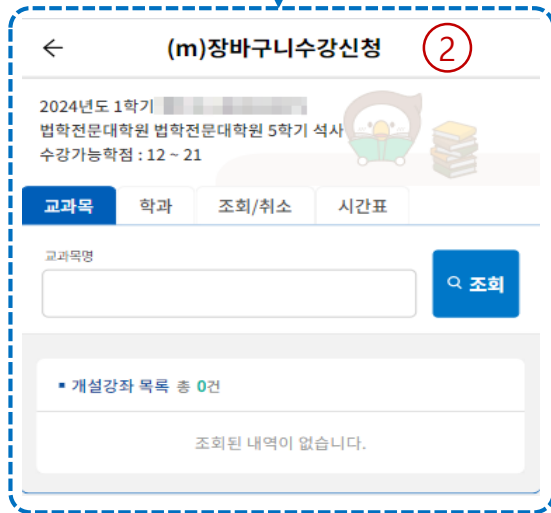 (m)장바구니수강신청 2
2024년도 1학기
법학전문대학원 법학전문대학원 5학기 석사
수강가능학점 : 12 ~ 21
교과목 학과 조회/취소 시간표
교과목명
조회
▪ 개설강좌 목록 총 0건
조회된 내역이 없습니다.